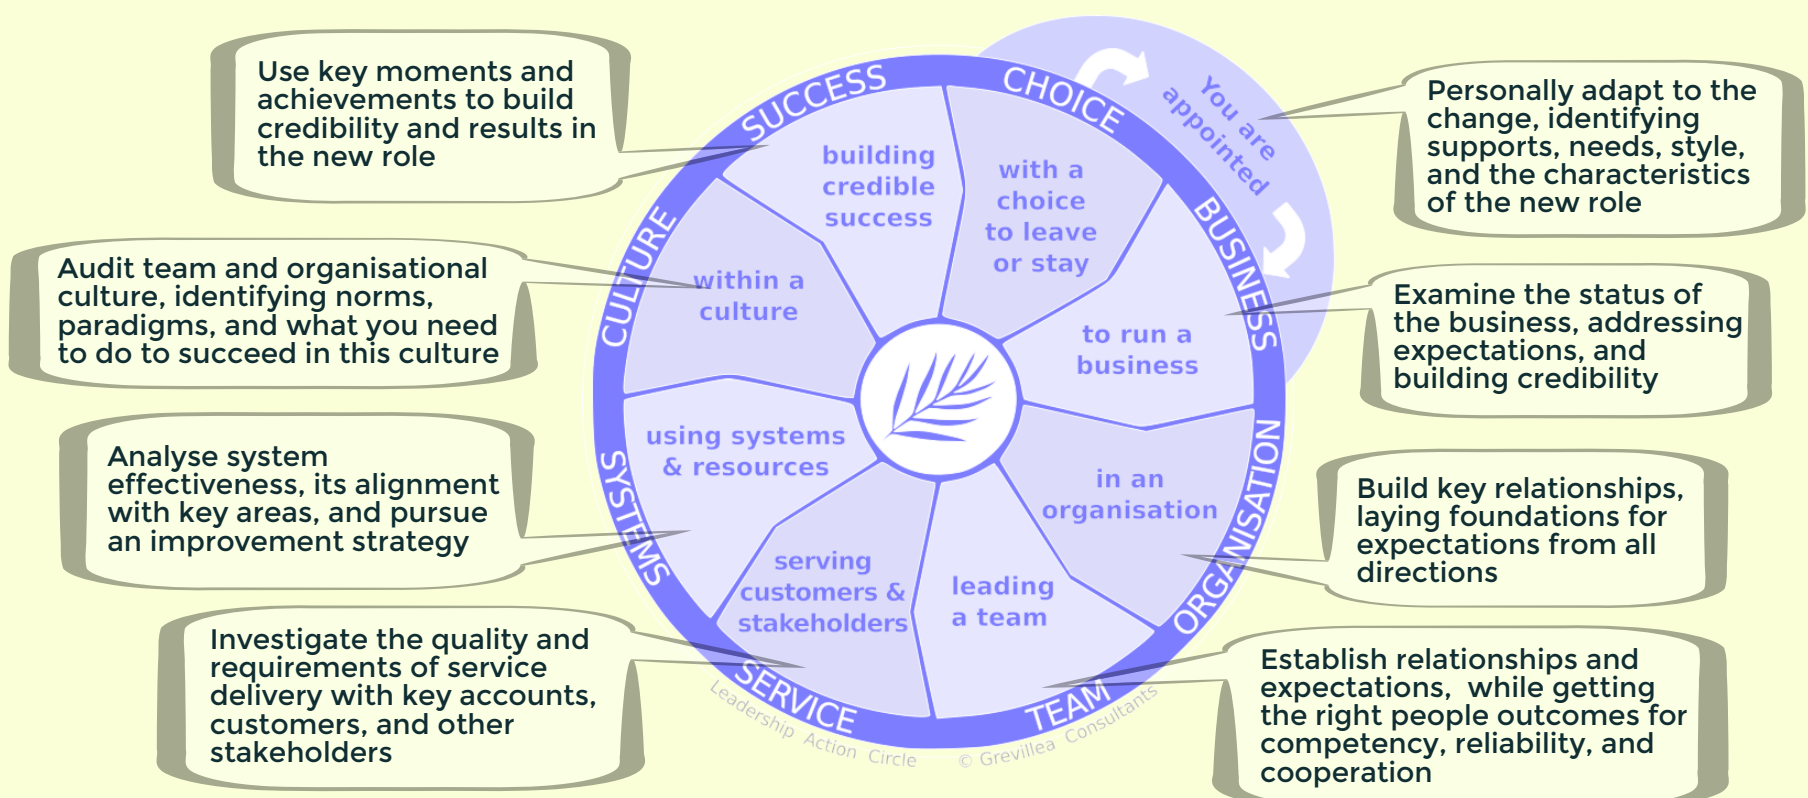 Use key moments and
achievements to build
credibility and results in
the new role
Audit team and organisational
culture, identifying norms,
paradigms, and what you need
to do to succeed in this culture
Analyse system
effectiveness, its alignment
with key areas, and pursue
an improvement strategy
Investigate the quality and
requirements of service
delivery with key accounts,
customers, and other
stakeholders
SUCCESS
CHOICE
BUSINESS
ORGANISATION
TEAM
SERVICE
SYSTEMS
CULTURE
You are
appointed
building
credible
success
with a
choice
to leave
or stay
to run a
business
in an
organisation
leading
a team
serving
customers &
stakeholders
using systems
& resources
within a
culture
Leadership Action Circle
© Grevillea Consultants
Personally adapt to the
change, identifying
supports, needs, style,
and the characteristics
of the new role
Examine the status of
the business, addressing
expectations, and
building credibility
Build key relationships,
laying foundations for
expectations from all
directions
Establish relationships and
expectations,  while getting
the right people outcomes for
competency, reliability, and
cooperation